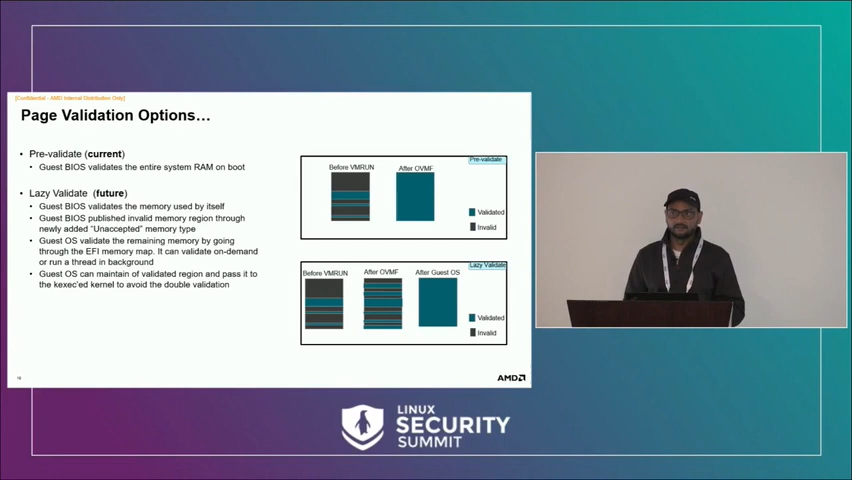 [Confidential - AMD Internal Distribution Only]
Page Validation Options…
• Pre-validate (current)
• Guest BIOS validates the entire system RAM on boot
• Lazy Validate (future)
• Guest BIOS validates the memory used by itself
• Guest BIOS published invalid memory region through
newly added “Unaccepted” memory type
• Guest OS validate the remaining memory by going
through the EFI memory map. It can validate on-demand
or run a thread in background
• Guest OS can maintain of validated region and pass it to
the kexec'ed kernel to avoid the double validation
Pre-validate
Before VMRUN
After OVMF
Validated
Invalid
Lazy Validate
Before VMRUN
After OVMF
After Guest OS
Validated
Invalid
AMD
LINUX
SECURITY
SUMMIT